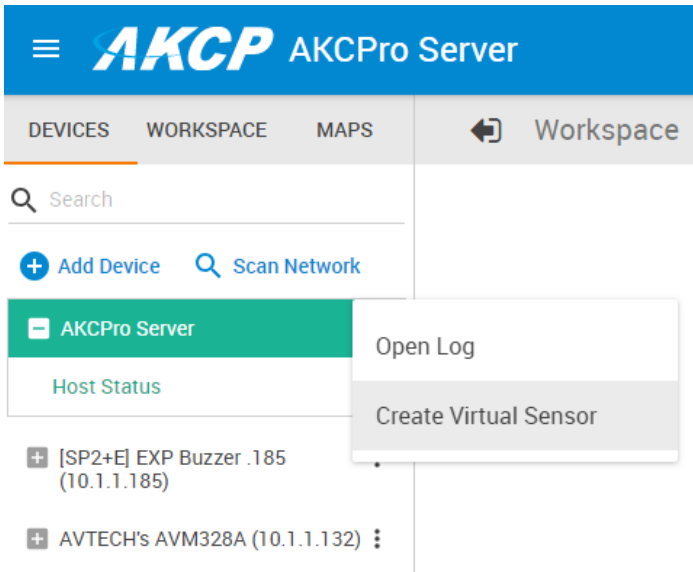 AKCP AKCPro Server
DEVICES WORKSPACE MAPS Workspace
Search
Add Device Scan Network
AKCPro Server
Open Log
Host Status
Create Virtual Sensor
[SP2+E] EXP Buzzer .185
(10.1.1.185)
AVTECH's AVM328A (10.1.1.132)